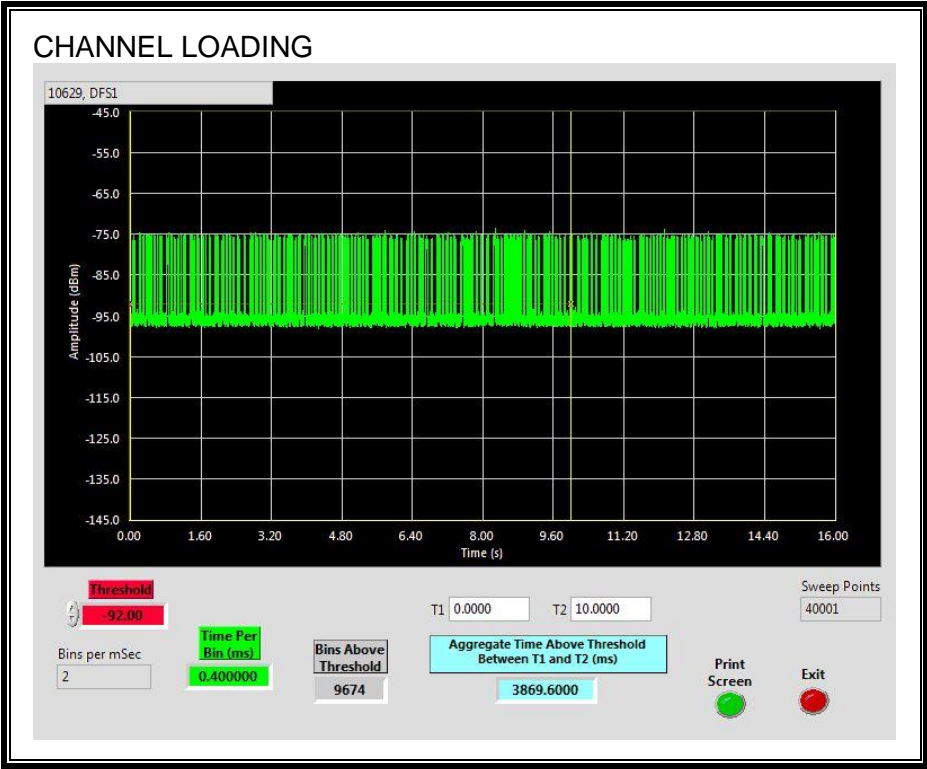 CHANNEL LOADING
10629, DFS1
-45.0
-55.0
-65.0
-75.0
-85.0
-95.0
-105.0
-115.0
-125.0
-135.0
-145.0
Amplitude (dBm)
0.00 1.60 3.20 4.80 6.40 8.00 9.60 11.20 12.80 14.40 16.00
Time (s)
Threshold
-92.00
Bins per mSec
2
Time Per
Bin (ms)
0.400000
Bins Above
Threshold
9674
T1 0.0000 T2 10.0000
Aggregate Time Above Threshold
Between T1 and T2 (ms)
3869.6000
Sweep Points
40001
Print
Screen
Exit